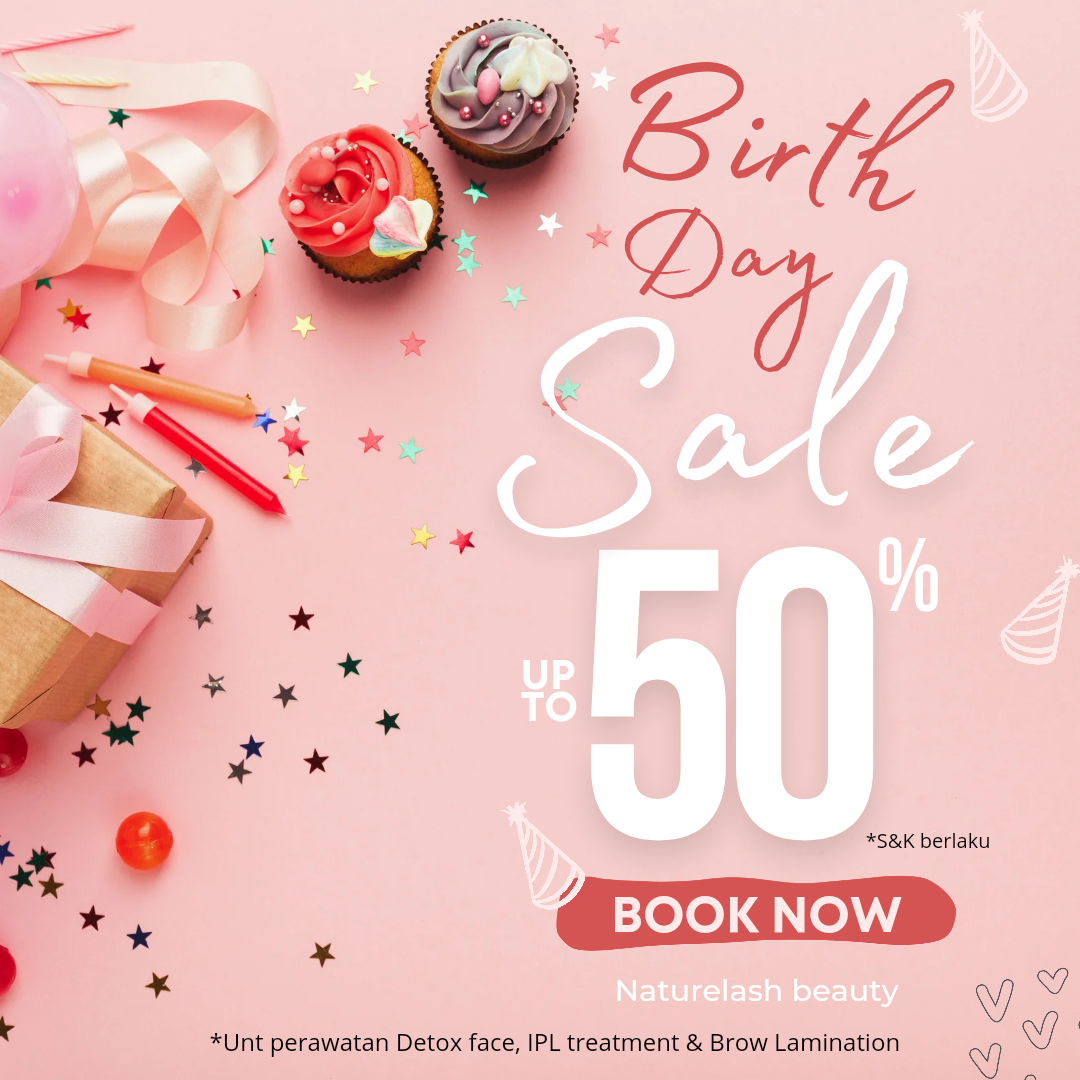 Birth
Day
Sale
UP
TO
50%
*S&K berlaku
BOOK NOW
Naturelash beauty
*Unt perawatan Detox face, IPL treatment & Brow Lamination